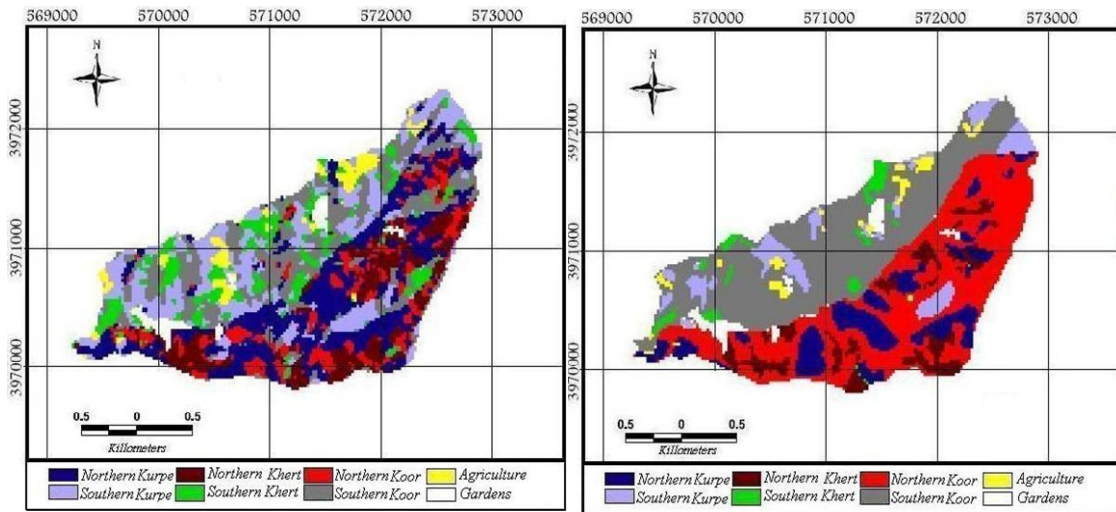 569000 570000 571000 572000 573000
N
3972000
3971000
3970000
0.5 0 0.5
Killometers
Northern Kurpe Northern Khert Northern Koor Agriculture
Southern Kurpe Southern Khert Southern Koor Gardens
569000 570000 571000 572000 573000
N
3972000
3971000
3970000
0.5 0 0.5
Killometers
Northern Kurpe Northern Khert Northern Koor Agriculture
Southern Kurpe Southern Khert Southern Koor Gardens